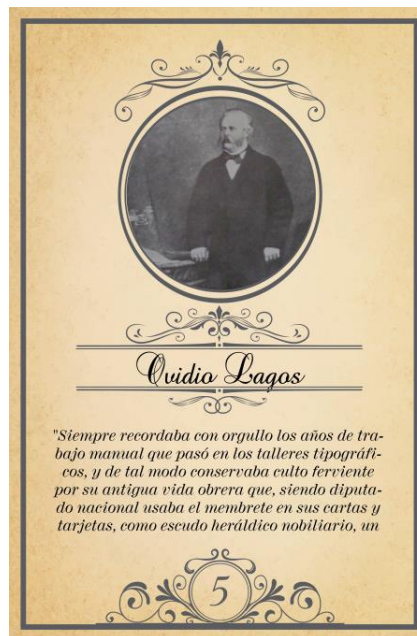 Ovidio Lagos
"Siempre recordaba con orgullo los años de tra-
bajo manual que pasó en los talleres tipográfi-
cos, y de tal modo conservaba culto ferviente
por su antigua vida obrera que, siendo diputa-
do nacional usaba el membrete en sus cartas y
tarjetas, como escudo heráldico nobiliario, un
5